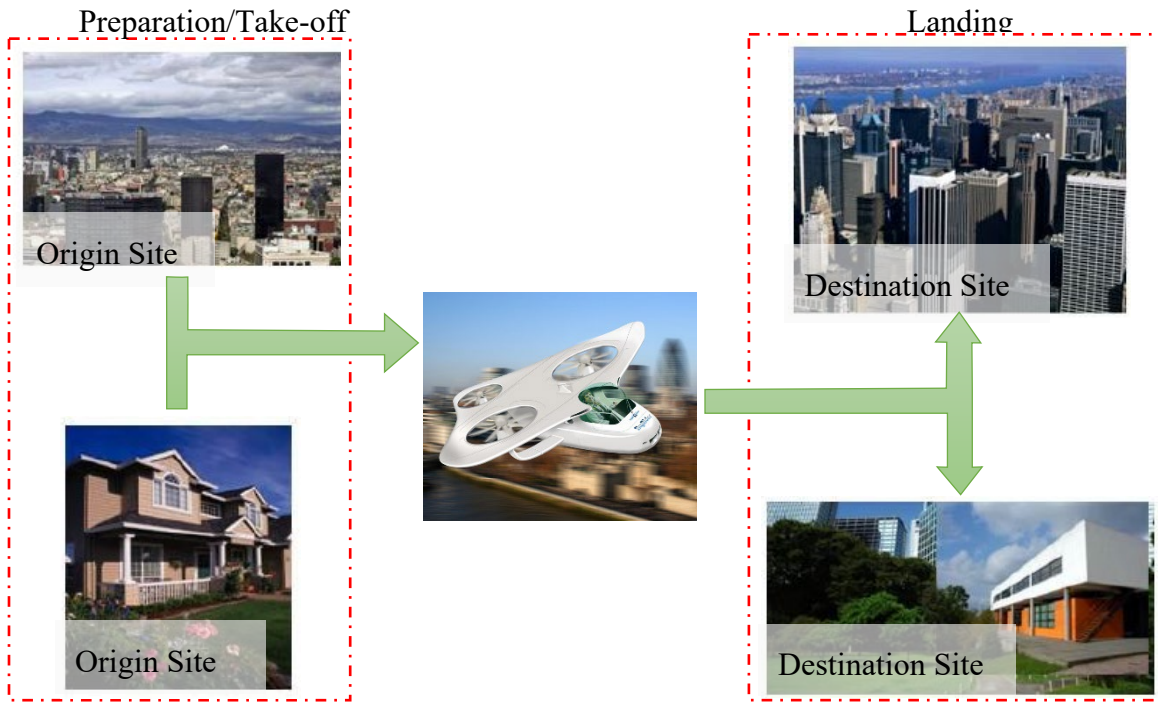 Preparation/Take-off
Landing
Origin Site
Destination Site
Origin Site
Destination Site